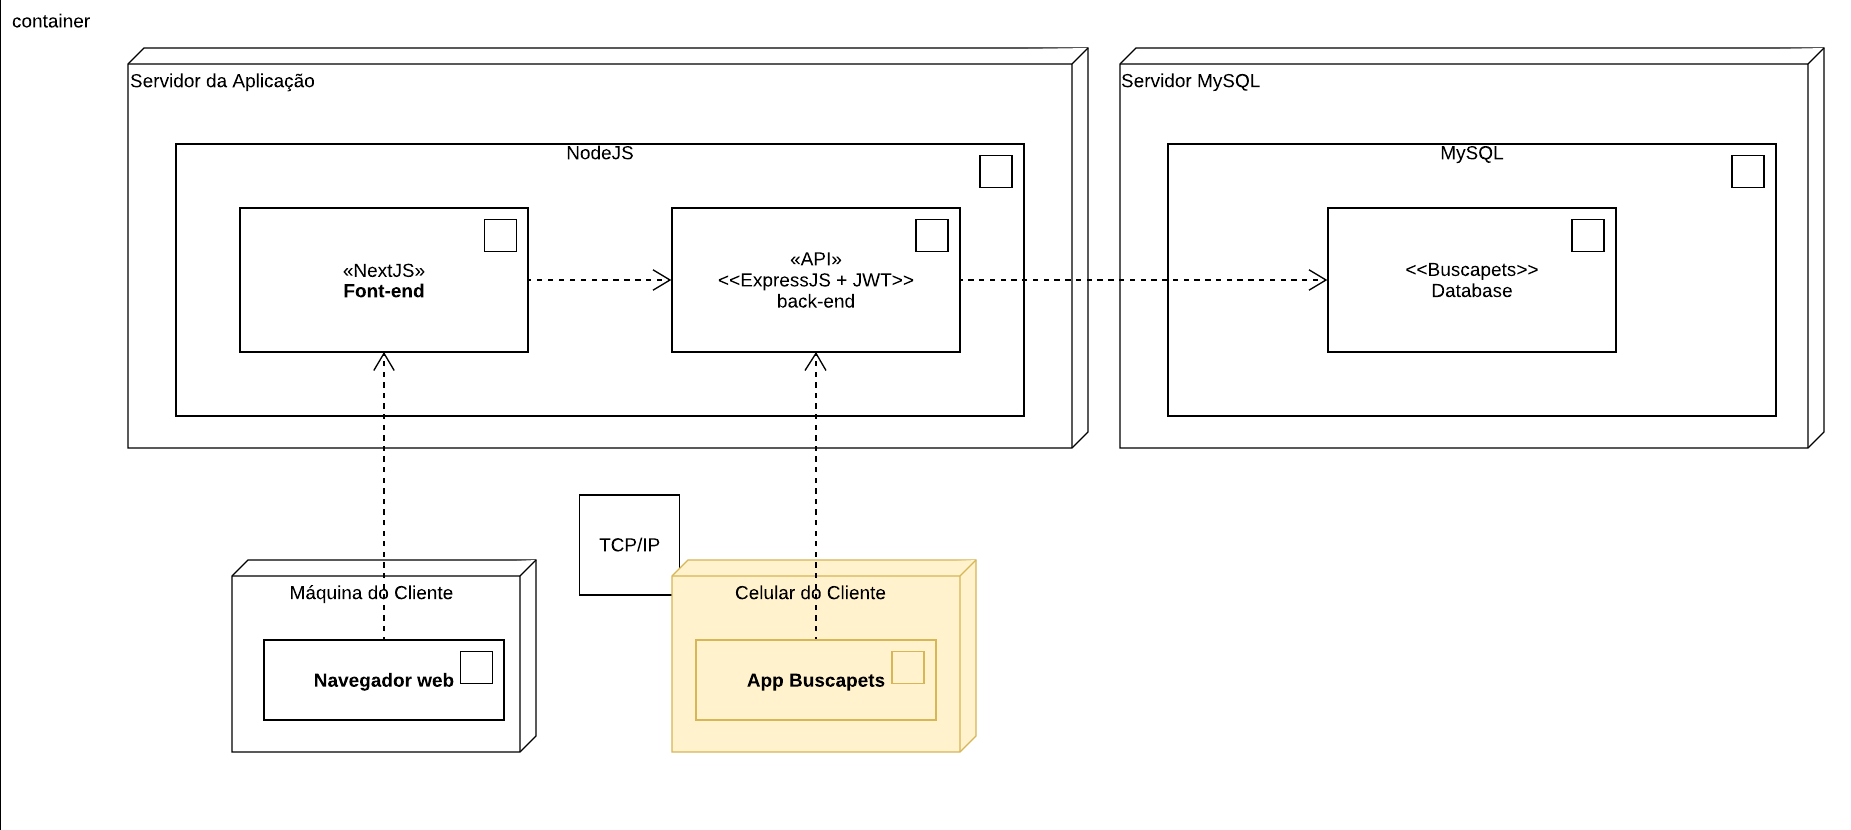 container
Servidor da Aplicação
Servidor MySQL
NodeJS
MySQL
«NextJS»
Font-end
«API»
<<ExpressJS + JWT>>
back-end
<<Buscapets>>
Database
TCP/IP
Máquina do Cliente
Celular do Cliente
Navegador web
App Buscapets